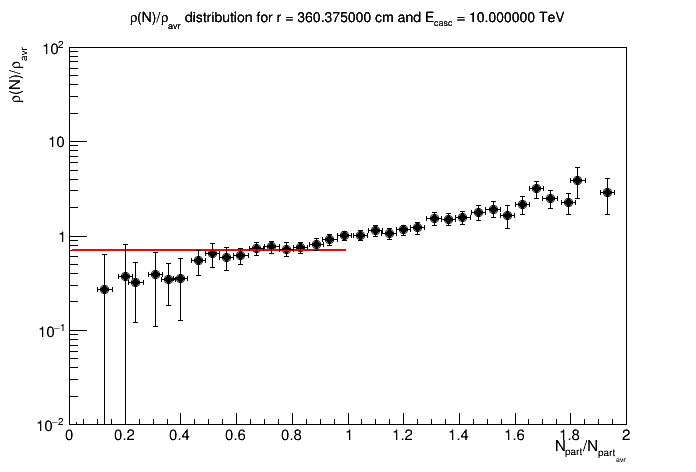 ρ(N)/ρavr distribution for r = 360.375000 cm and Ecasc = 10.000000 TeV
ρ(N)/ρavr
10²
10
1
10⁻¹
10⁻²
0 0.2 0.4 0.6 0.8 1 1.2 1.4 1.6 1.8 2
Npart/Npartavr